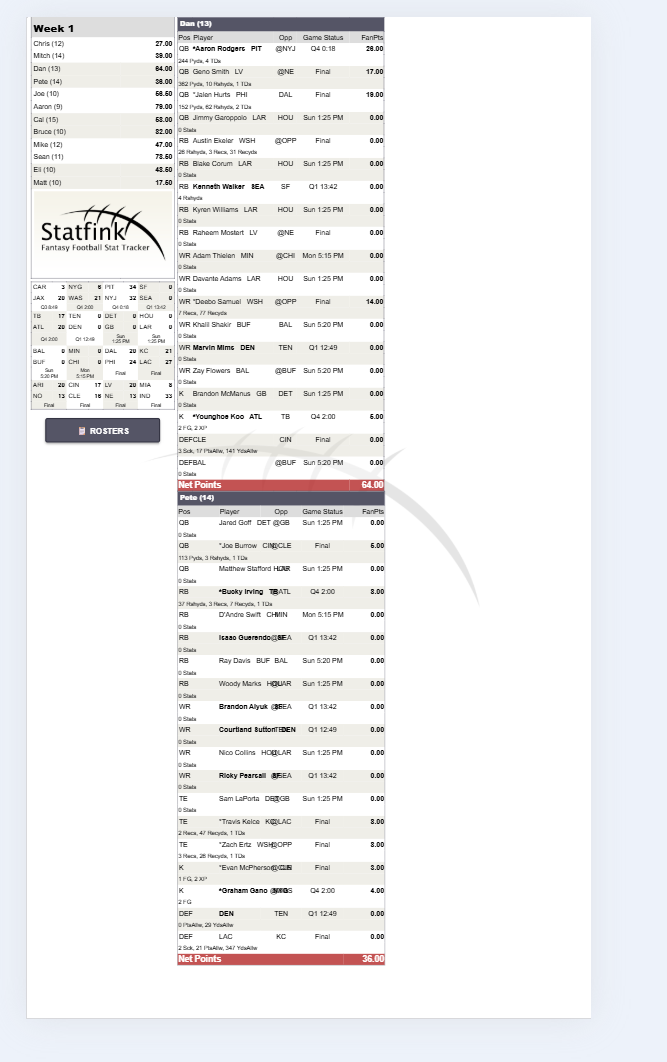 Week 1
Chris (12) 27.00
Mitch (14) 39.00
Dan (13) 64.00
Pete (14) 36.00
Joe (10) 56.50
Aaron (9) 79.00
Cal (15) 58.00
Bruce (10) 82.00
Mike (12) 47.00
Sean (11) 78.50
Eli (10) 48.50
Matt (10) 17.50
Statfink
Fantasy Football Stat Tracker
CAR 3 NYG 6 PIT 34 SF 0
JAX 20 WAS 21 NYJ 32 SEA 0
Q3 8:49 Q4 2:00 Q4 0:18 Q1 13:42
TB 17 TEN 0 DET 0 HOU 0
ATL 20 DEN 0 GB 0 LAR 0
Q4 2:00 Q1 12:49 Sun 1:25 PM Sun 1:25 PM
BAL 0 MIN 0 DAL 20 KC 21
BUF 0 CHI 0 PHI 24 LAC 27
Sun 5:20 PM Mon 5:15 PM Final Final
ARI 20 CIN 17 LV 20 MIA 8
NO 13 CLE 16 NE 13 IND 33
Final Final Final Final
ROSTERS
Dan (13)
Pos Player Opp Game Status FanPts
QB *Aaron Rodgers PIT @NYJ Q4 0:18 26.00
244 Pyds, 4 TDs
QB Geno Smith LV @NE Final 17.00
362 Pyds, 10 Rshyds, 1 TDs
QB *Jalen Hurts PHI DAL Final 19.00
152 Pyds, 62 Rshyds, 2 TDs
QB Jimmy Garoppolo LAR HOU Sun 1:25 PM 0.00
0 Stats
RB Austin Ekeler WSH @OPP Final 0.00
26 Rshyds, 3 Recs, 31 Recyds
RB Blake Corum LAR HOU Sun 1:25 PM 0.00
0 Stats
RB Kenneth Walker SEA SF Q1 13:42 0.00
4 Rshyds
RB Kyren Williams LAR HOU Sun 1:25 PM 0.00
0 Stats
RB Raheem Mostert LV @NE Final 0.00
0 Stats
WR Adam Thielen MIN @CHI Mon 5:15 PM 0.00
0 Stats
WR Davante Adams LAR HOU Sun 1:25 PM 0.00
0 Stats
WR *Deebo Samuel WSH @OPP Final 14.00
7 Recs, 77 Recyds
WR Khalil Shakir BUF BAL Sun 5:20 PM 0.00
0 Stats
WR Marvin Mims DEN TEN Q1 12:49 0.00
0 Stats
WR Zay Flowers BAL @BUF Sun 5:20 PM 0.00
0 Stats
K Brandon McManus GB DET Sun 1:25 PM 0.00
0 Stats
K *Younghoe Koo ATL TB Q4 2:00 5.00
2 FG, 2 XP
DEF CLE CIN Final 0.00
3 Sck, 17 PtsAllw, 141 YdsAllw
DEF BAL @BUF Sun 5:20 PM 0.00
0 Stats
Net Points 64.00
Pete (14)
Pos Player Opp Game Status FanPts
QB Jared Goff DET @GB Sun 1:25 PM 0.00
0 Stats
QB *Joe Burrow CIN @CLE Final 5.00
113 Pyds, 3 Rshyds, 1 TDs
QB Matthew Stafford LAR HOU Sun 1:25 PM 0.00
0 Stats
RB *Bucky Irving TB @ATL Q4 2:00 8.00
37 Rshyds, 3 Recs, 7 Recyds, 1 TDs
RB D'Andre Swift CHI MIN Mon 5:15 PM 0.00
0 Stats
RB Isaac Guerendo SF @SEA Q1 13:42 0.00
0 Stats
RB Ray Davis BUF BAL Sun 5:20 PM 0.00
0 Stats
RB Woody Marks HOU @LAR Sun 1:25 PM 0.00
0 Stats
WR Brandon Aiyuk SF @SEA Q1 13:42 0.00
0 Stats
WR Courtland Sutton DEN TEN Q1 12:49 0.00
0 Stats
WR Nico Collins HOU @LAR Sun 1:25 PM 0.00
0 Stats
WR Ricky Pearsall SF @SEA Q1 13:42 0.00
0 Stats
TE Sam LaPorta DET @GB Sun 1:25 PM 0.00
0 Stats
TE *Travis Kelce KC @LAC Final 8.00
2 Recs, 47 Recyds, 1 TDs
TE *Zach Ertz WSH @OPP Final 8.00
3 Recs, 26 Recyds, 1 TDs
K *Evan McPherson CIN @CLE Final 3.00
1 FG, 2 XP
K *Graham Gano NYG @WAS Q4 2:00 4.00
2 FG
DEF DEN TEN Q1 12:49 0.00
0 PtsAllw, 29 YdsAllw
DEF LAC KC Final 0.00
2 Sck, 21 PtsAllw, 347 YdsAllw
Net Points 36.00